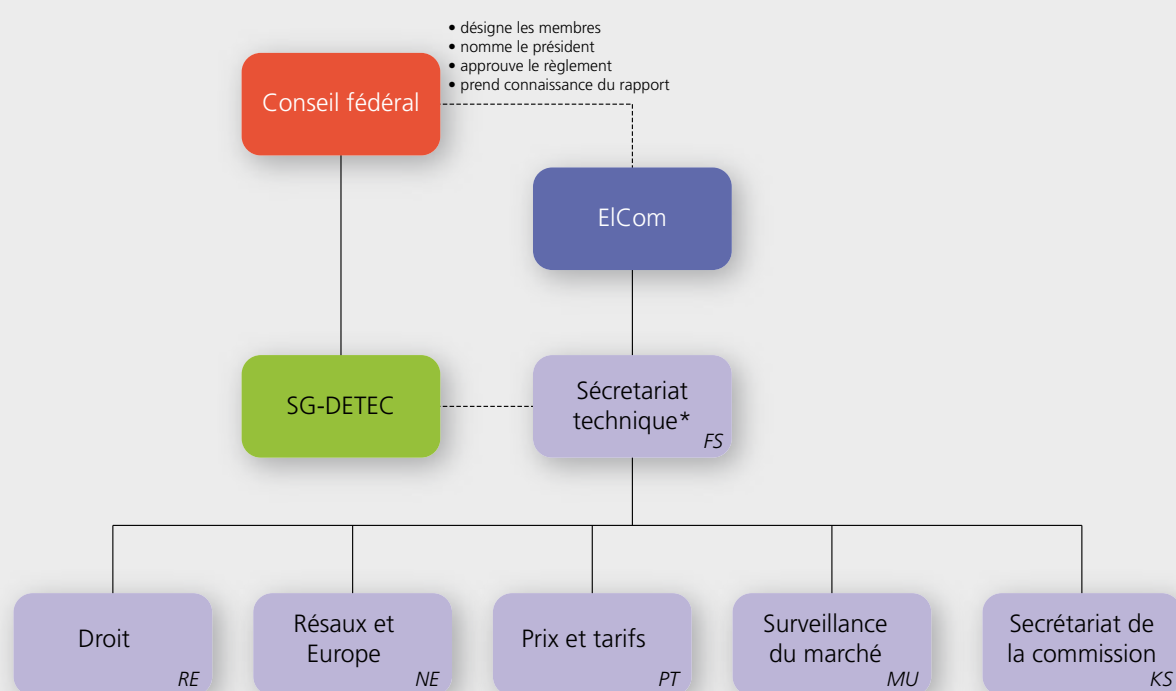 • désigne les membres
• nomme le président
• approuve le règlement
• prend connaissance du rapport
Conseil fédéral
ElCom
SG-DETEC
Sécretariat
technique*
FS
Droit
RE
Résaux et
Europe
NE
Prix et tarifs
PT
Surveillance
du marché
MU
Secrétariat de
la commission
KS